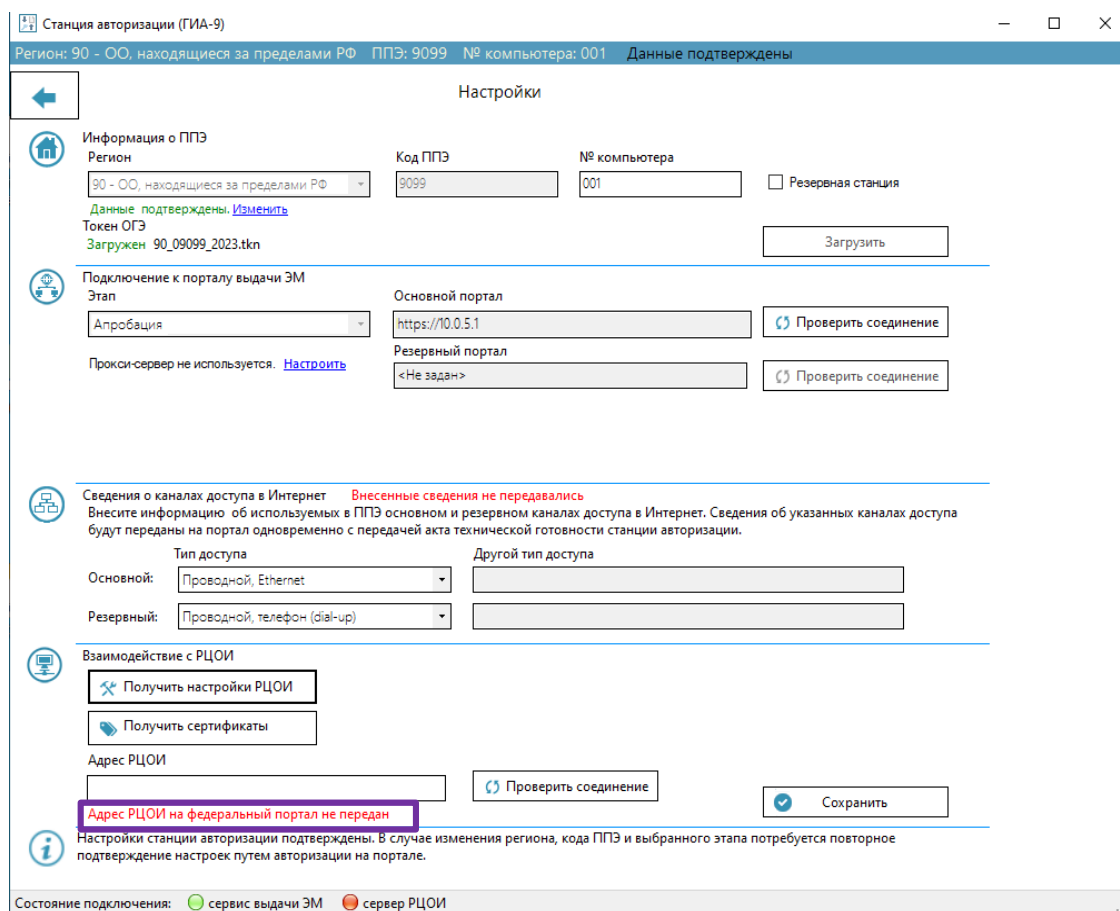 Станция авторизации (ГИА-9)
Регион: 90 - ОО, находящиеся за пределами РФ ППЭ: 9099 № компьютера: 001 Данные подтверждены
Настройки
Информация о ППЭ
Регион Код ППЭ № компьютера
90 - ОО, находящиеся за пределами РФ 9099 001 Резервная станция
Данные подтверждены. Изменить
Токен ОГЭ
Загружен 90_09099_2023.tkn Загрузить
Подключение к порталу выдачи ЭМ
Этап Основной портал
Апробация https://10.0.5.1 Проверить соединение
Резервный портал
Прокси-сервер не используется. Настроить <Не задан> Проверить соединение
Сведения о каналах доступа в Интернет Внесенные сведения не передавались
Внесите информацию об используемых в ППЭ основном и резервном каналах доступа в Интернет. Сведения об указанных каналах доступа
будут переданы на портал одновременно с передачей акта технической готовности станции авторизации.
Тип доступа Другой тип доступа
Основной: Проводной, Ethernet
Резервный: Проводной, телефон (dial-up)
Взаимодействие с РЦОИ
Получить настройки РЦОИ
Получить сертификаты
Адрес РЦОИ
Проверить соединение
Сохранить
Адрес РЦОИ на федеральный портал не передан
Настройки станции авторизации подтверждены. В случае изменения региона, кода ППЭ и выбранного этапа потребуется повторное
подтверждение настроек путем авторизации на портале.
Состояние подключения: сервис выдачи ЭМ сервер РЦОИ